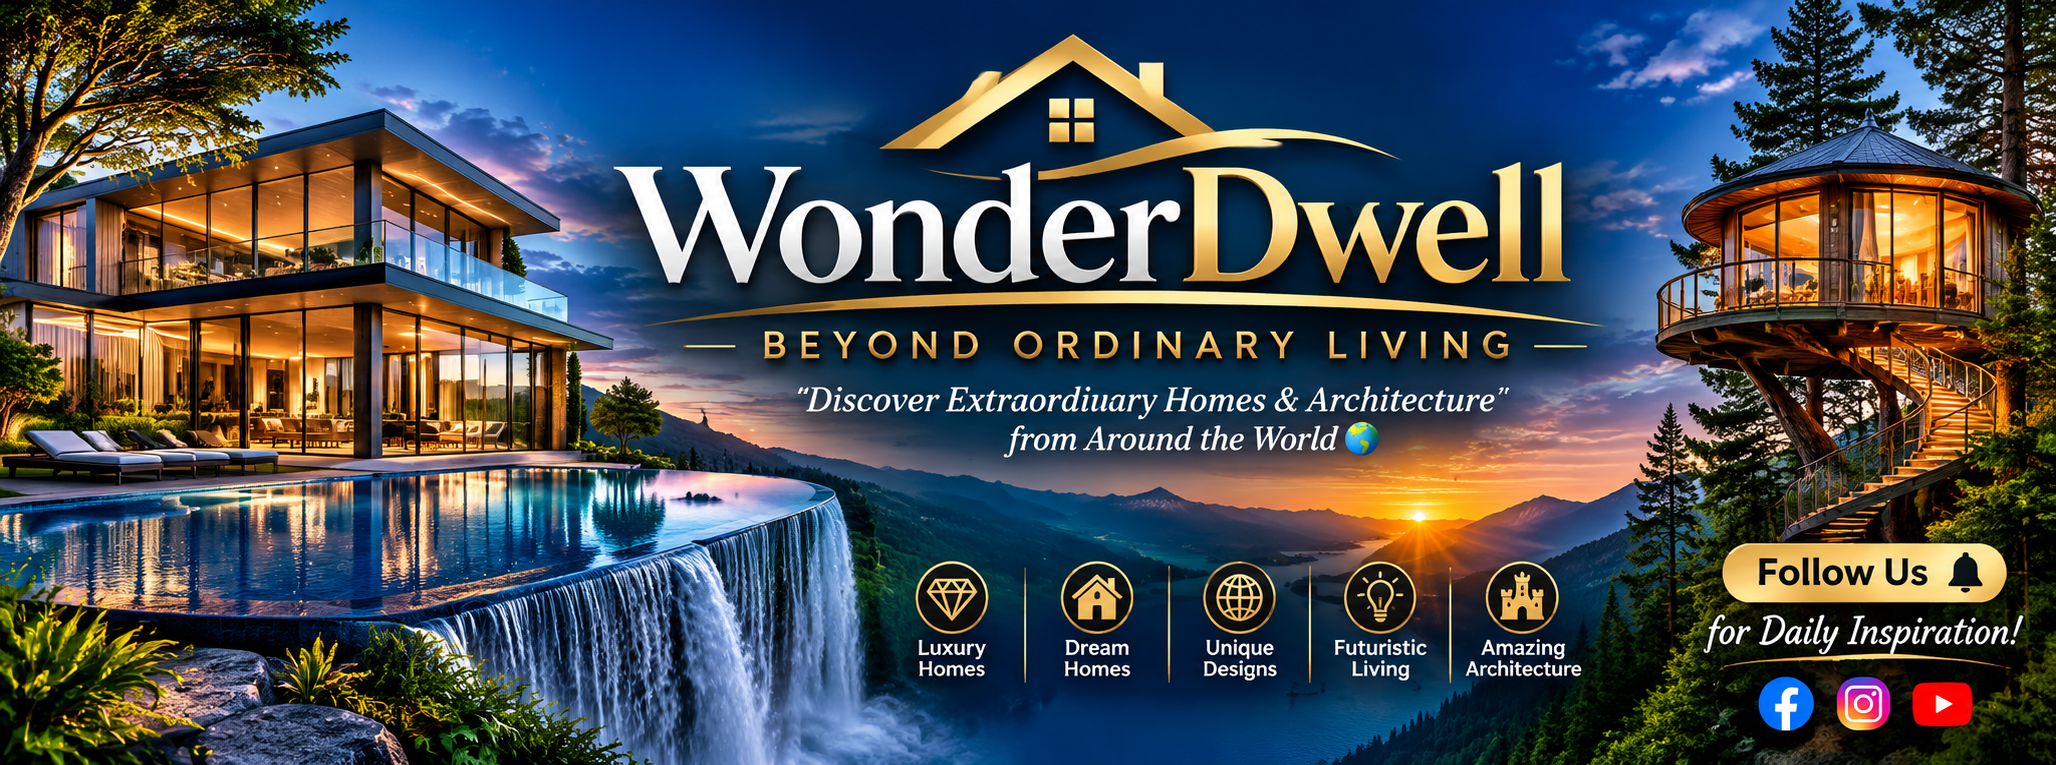 WonderDwell
BEYOND ORDINARY LIVING
“Discover Extraordiuary Homes & Architecture”
from Around the World 🌎
Luxury
Homes
Dream
Homes
Unique
Designs
Futuristic
Living
Amazing
Architecture
Follow Us
for Daily Inspiration!